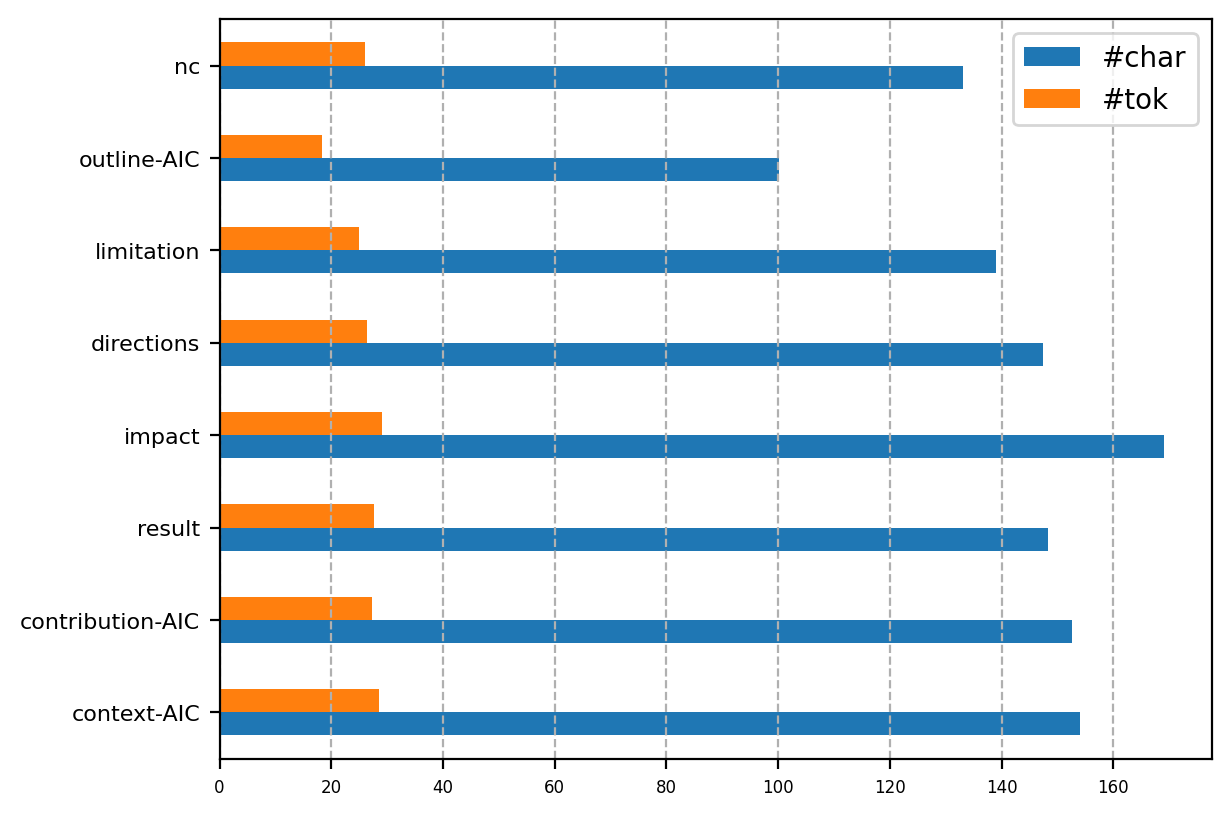 #char
#tok
nc
outline-AIC
limitation
directions
impact
result
contribution-AIC
context-AIC
0 20 40 60 80 100 120 140 160